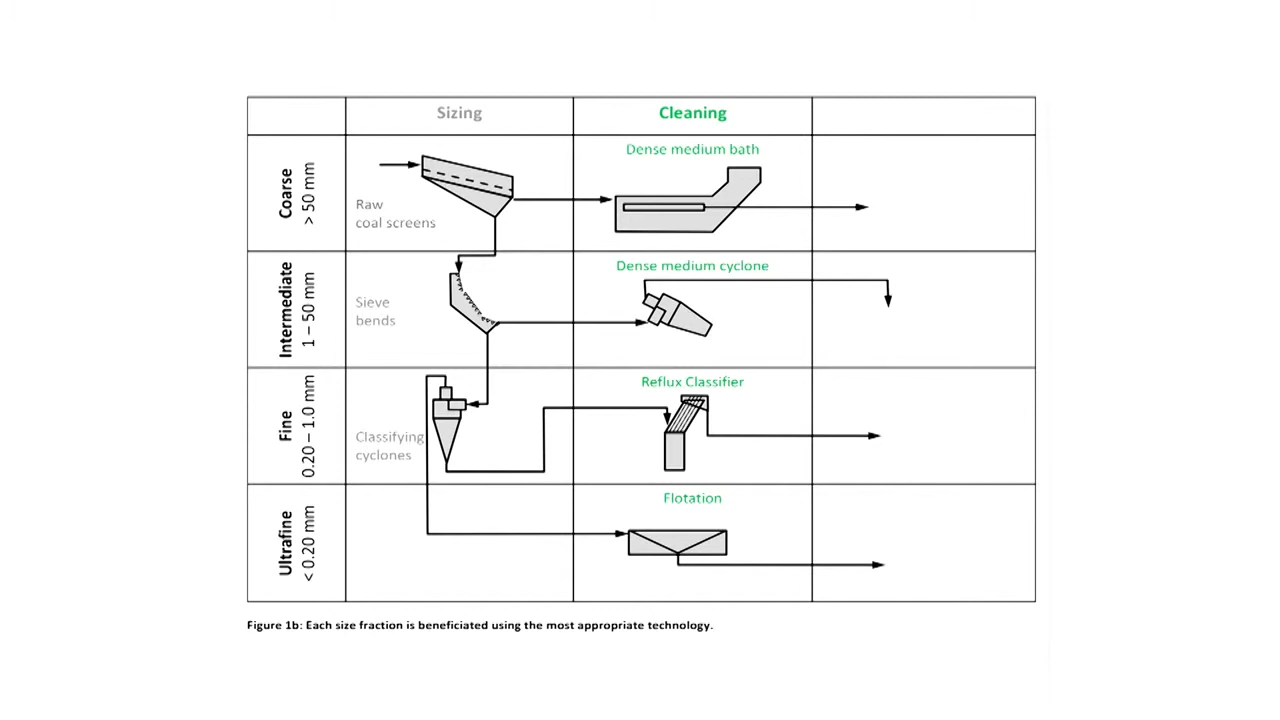 Sizing
Cleaning
Coarse
> 50 mm
Raw
coal screens
Dense medium bath
Intermediate
1 – 50 mm
Sieve
bends
Dense medium cyclone
Fine
0.20 – 1.0 mm
Classifying
cyclones
Reflux Classifier
Ultrafine
< 0.20 mm
Flotation
Figure 1b: Each size fraction is beneficiated using the most appropriate technology.